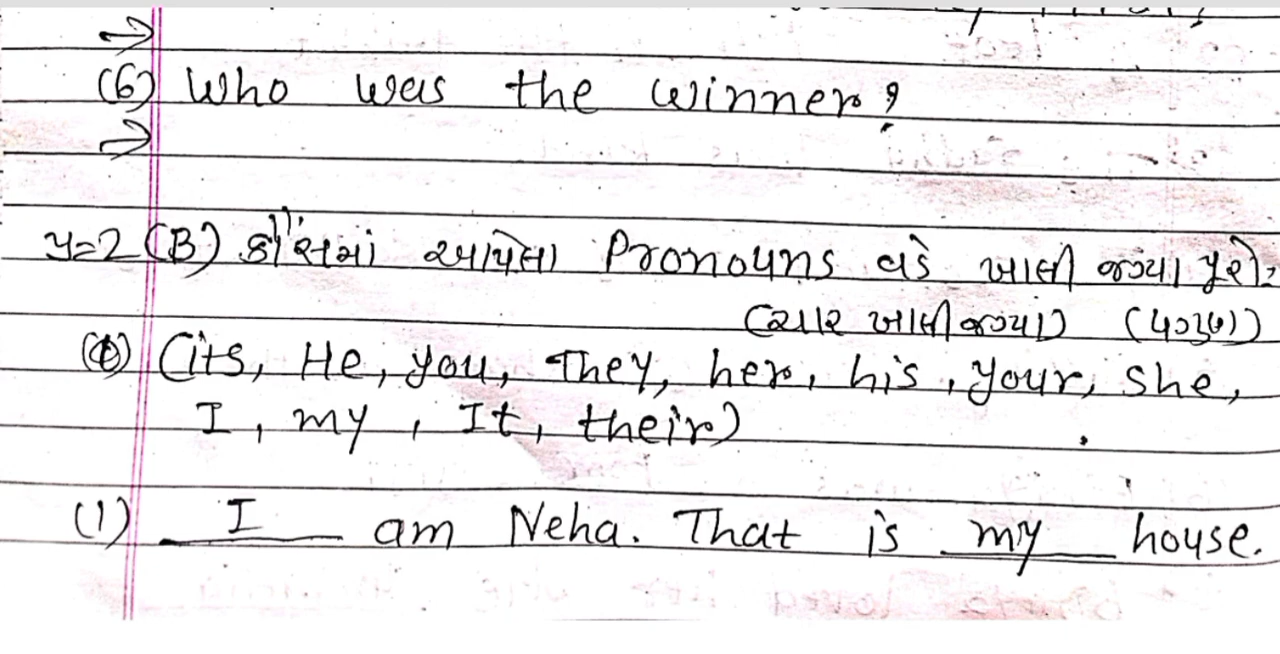 →
(6) Who was the winner?
→
પ્ર=2 (B) કૌંસમાં આપેલા Pronouns વડે ખાલી જગ્યા પુરો:
(ચાર ખાલી જગ્યા)
(its, He, you, They, her, his, your, she,
I, my, It, their)
(1) I am Neha. That is my house.